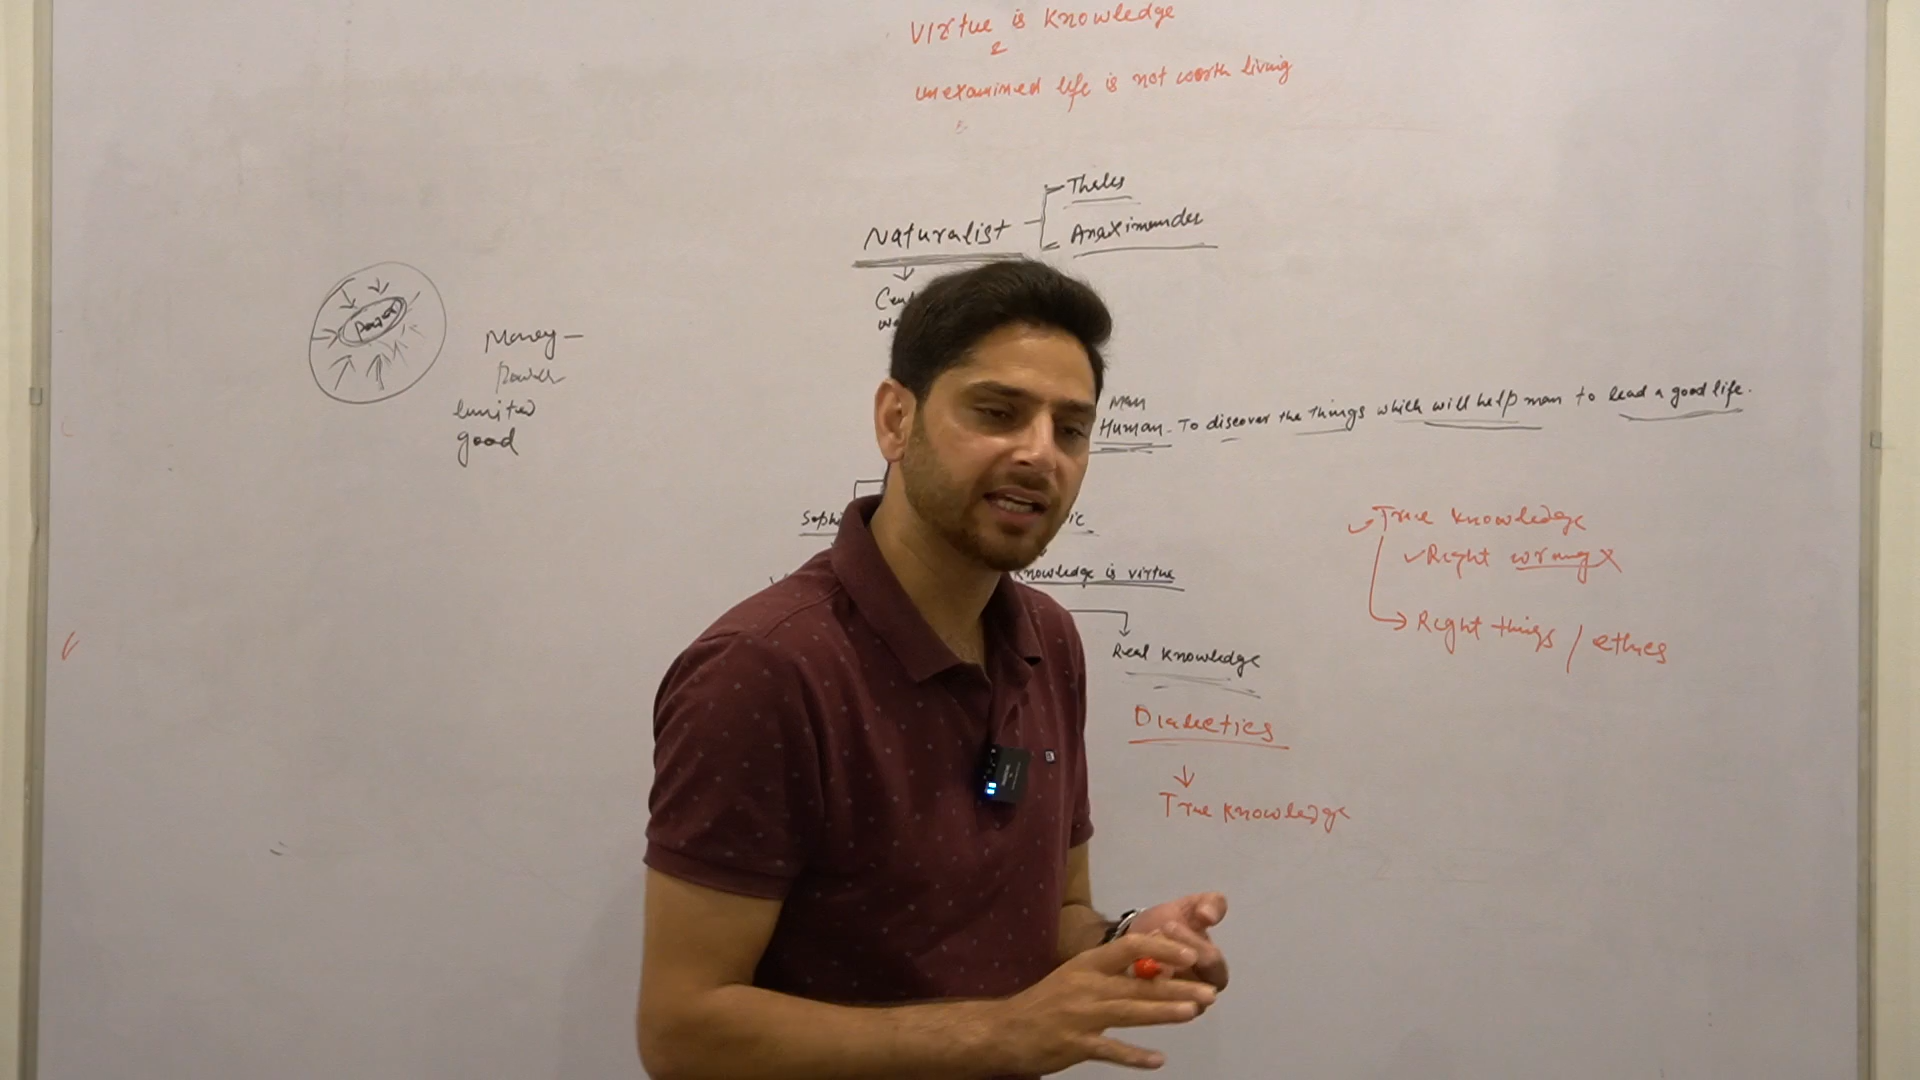 Virtue is Knowledge
unexamined life is not worth living
Thales
Naturalist
Anaximander
Power
Money –
Power
limited
good
Man
Human - To discover the things which will help man to lead a good life.
Knowledge is virtue
Real Knowledge
Dialectics
True Knowledge
True Knowledge
Right wrong x
Right things / ethics